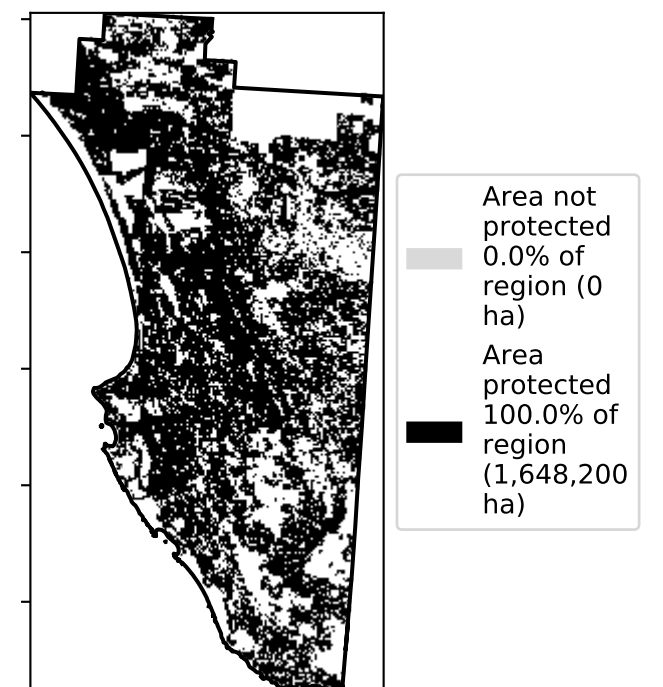 Area not
protected
0.0% of
region (0
ha)
Area
protected
100.0% of
region
(1,648,200
ha)